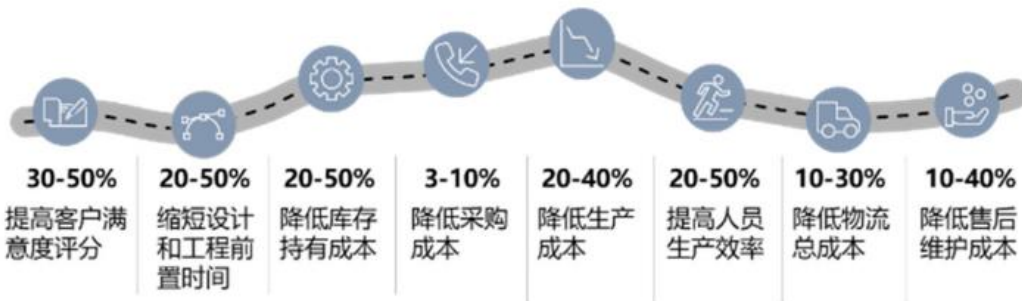 30-50%
提高客户满
意度评分
20-50%
缩短设计
和工程前
置时间
20-50%
降低库存
持有成本
3-10%
降低采购
成本
20-40%
降低生产
成本
20-50%
提高人员
生产效率
10-30%
降低物流
总成本
10-40%
降低售后
维护成本